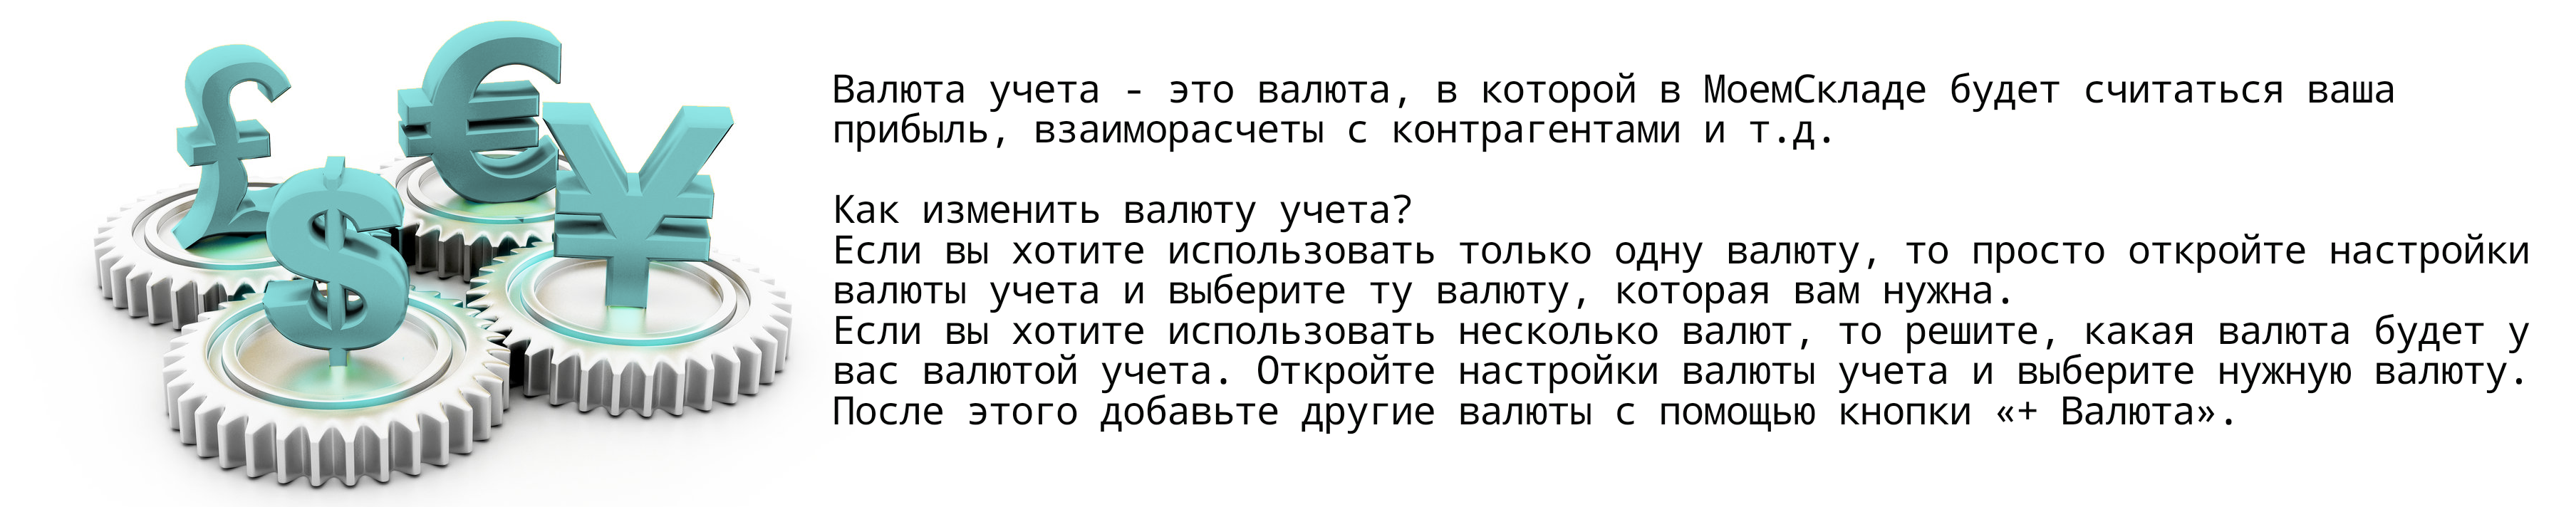 Валюта учета - это валюта, в которой в МоемСкладе будет считаться ваша
прибыль, взаиморасчеты с контрагентами и т.д.
Как изменить валюту учета?
Если вы хотите использовать только одну валюту, то просто откройте настройки
валюты учета и выберите ту валюту, которая вам нужна.
Если вы хотите использовать несколько валют, то решите, какая валюта будет у
вас валютой учета. Откройте настройки валюты учета и выберите нужную валюту.
После этого добавьте другие валюты с помощью кнопки «+ Валюта».